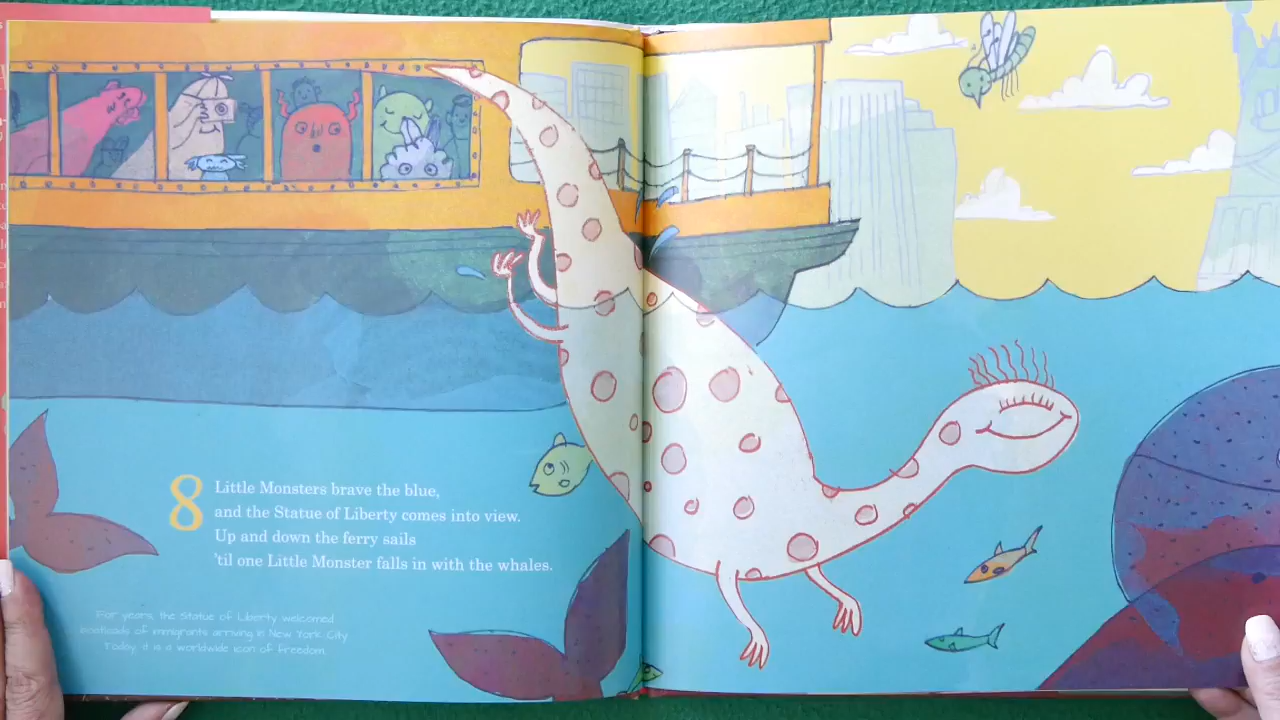 8
Little Monsters brave the blue,
and the Statue of Liberty comes into view.
Up and down the ferry sails
’til one Little Monster falls in with the whales.
For years, the Statue of Liberty welcomed
boatloads of immigrants arriving in New York City.
Today, it is a worldwide icon of freedom.